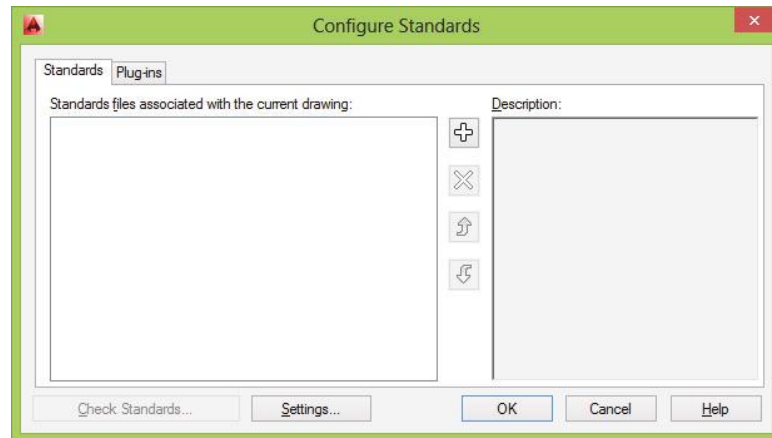 Configure Standards
Standards Plug-ins
Standards files associated with the current drawing: Description:
Check Standards... Settings... OK Cancel Help